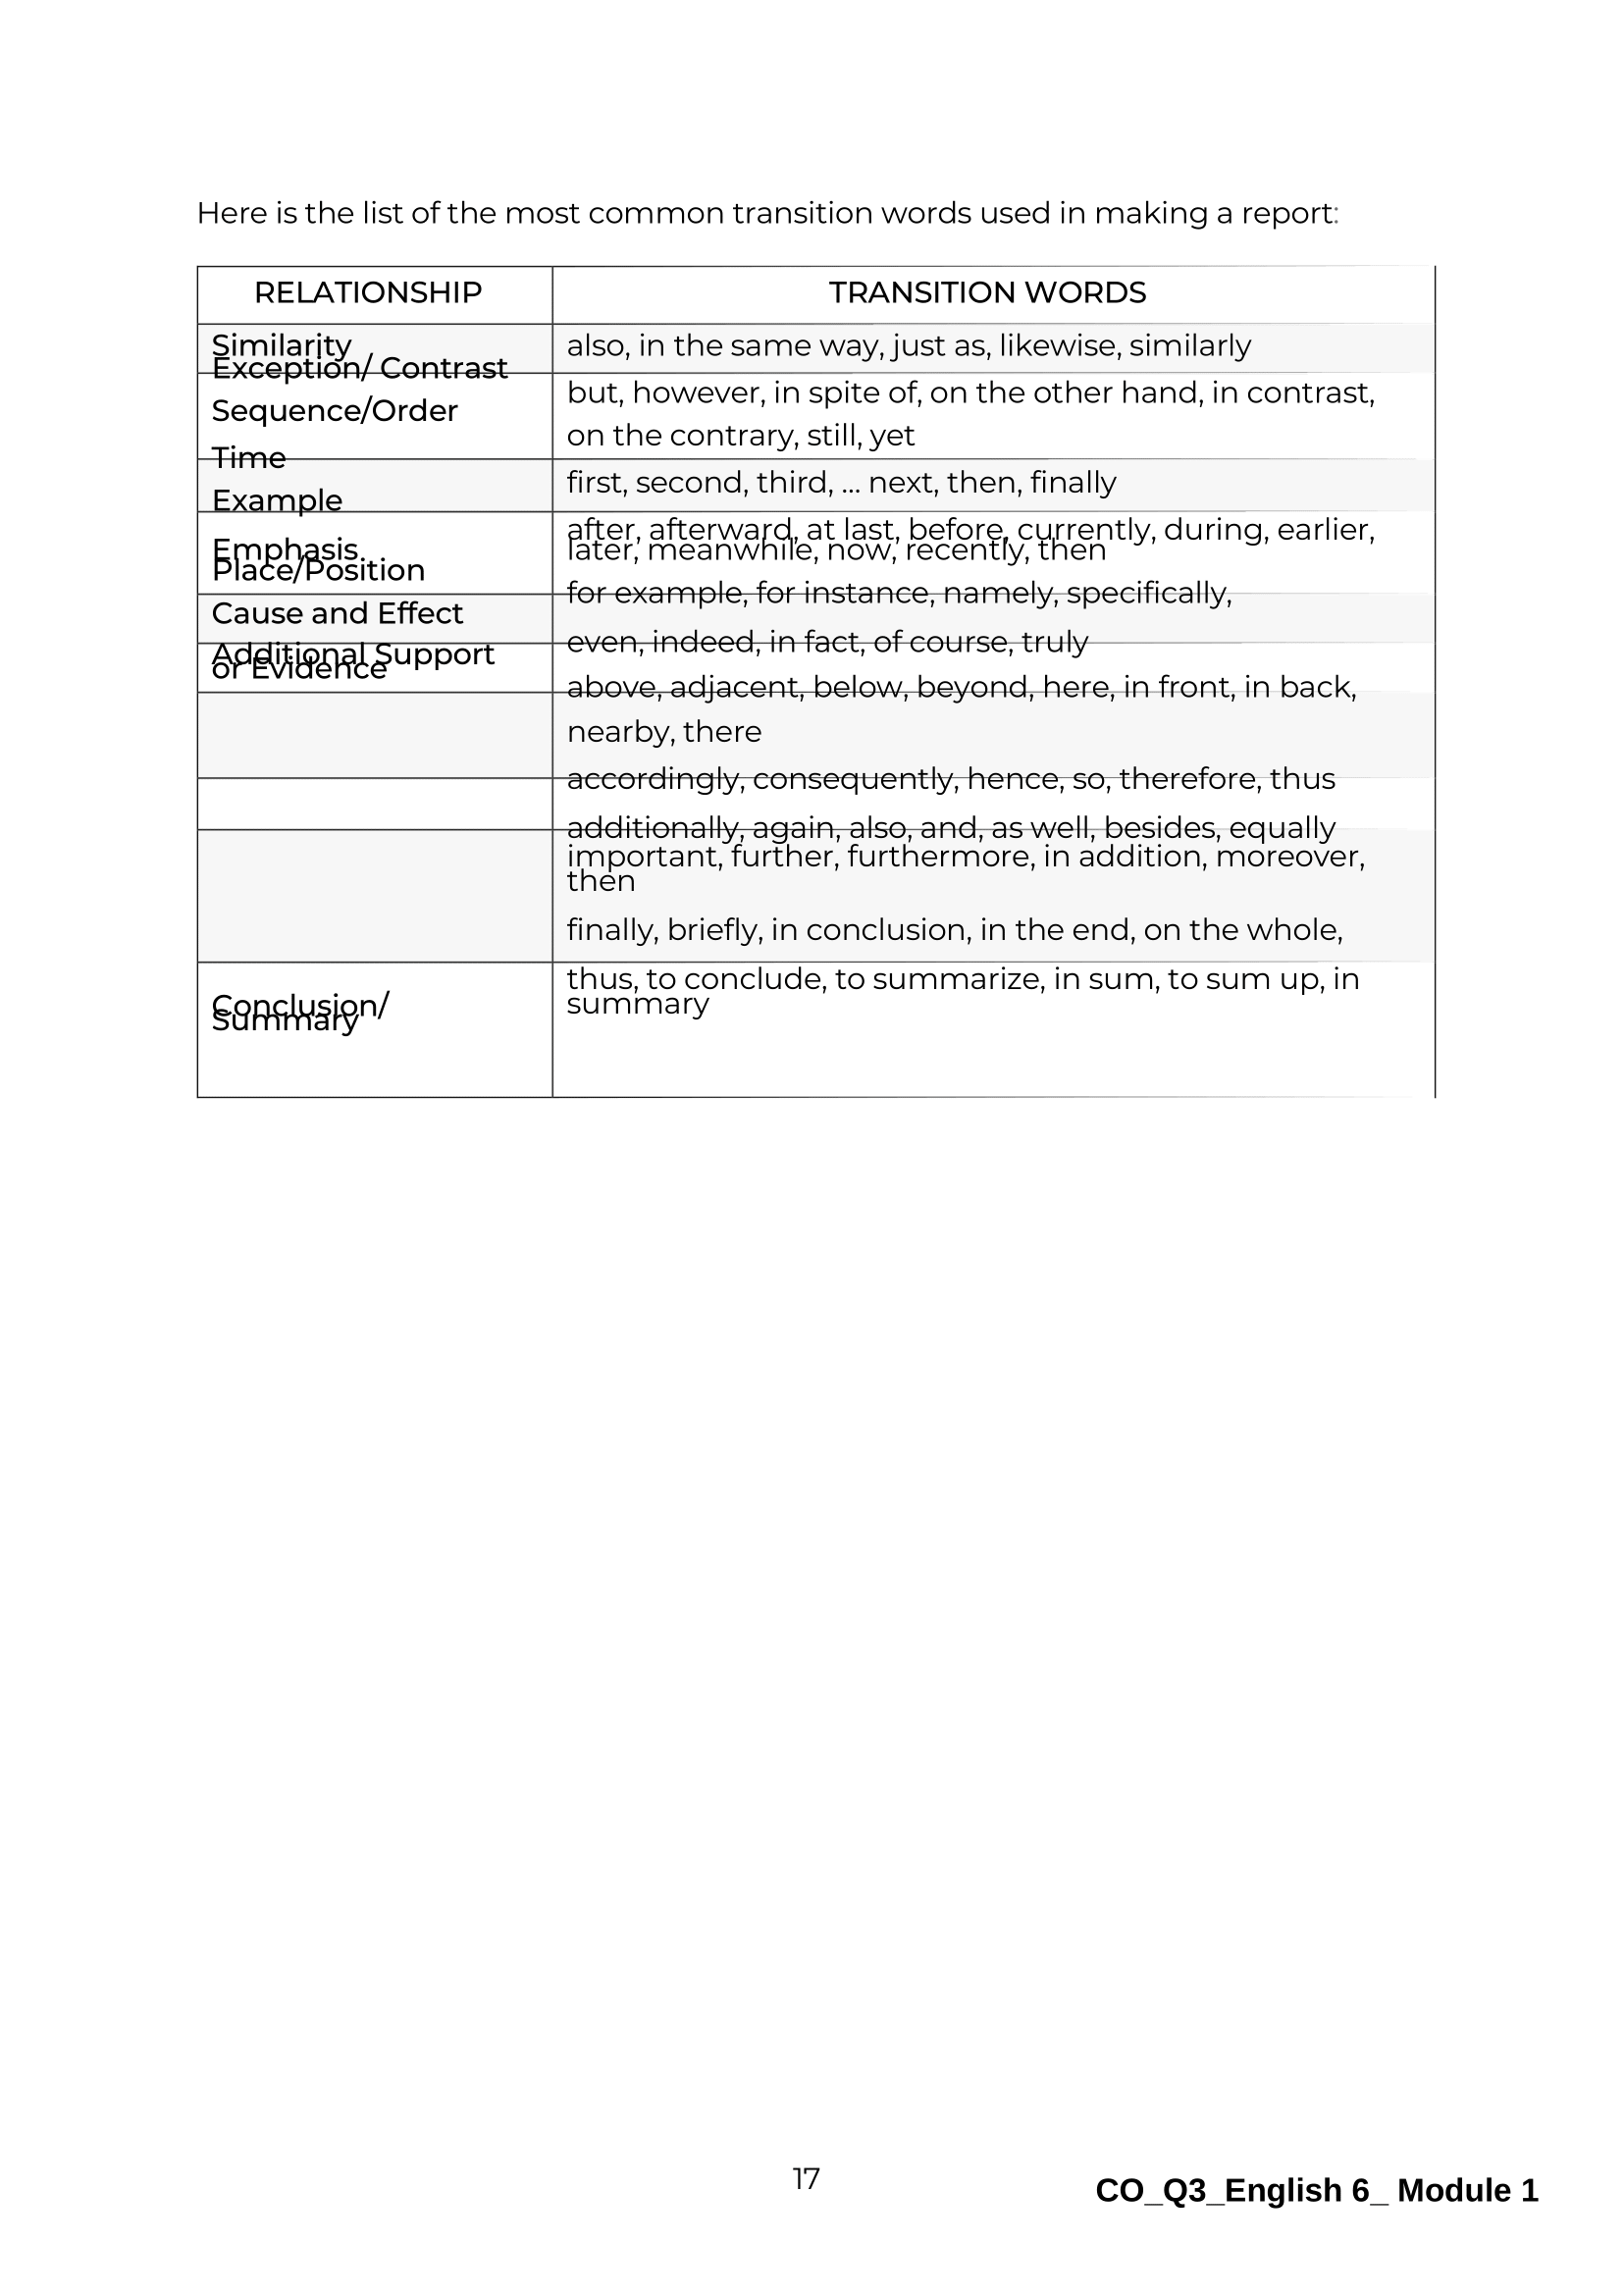 Here is the list of the most common transition words used in making a report:
RELATIONSHIP
TRANSITION WORDS
Similarity
also, in the same way, just as, likewise, similarly
Exception/ Contrast
but, however, in spite of, on the other hand, in contrast,
on the contrary, still, yet
Sequence/Order
first, second, third, ... next, then, finally
Time
after, afterward, at last, before, currently, during, earlier,
later, meanwhile, now, recently, then
Example
for example, for instance, namely, specifically,
Emphasis
even, indeed, in fact, of course, truly
Place/Position
above, adjacent, below, beyond, here, in front, in back,
nearby, there
Cause and Effect
accordingly, consequently, hence, so, therefore, thus
Additional Support
or Evidence
additionally, again, also, and, as well, besides, equally
important, further, furthermore, in addition, moreover,
then
Conclusion/
Summary
finally, briefly, in conclusion, in the end, on the whole,
thus, to conclude, to summarize, in sum, to sum up, in
summary
17
CO_Q3_English 6_ Module 1